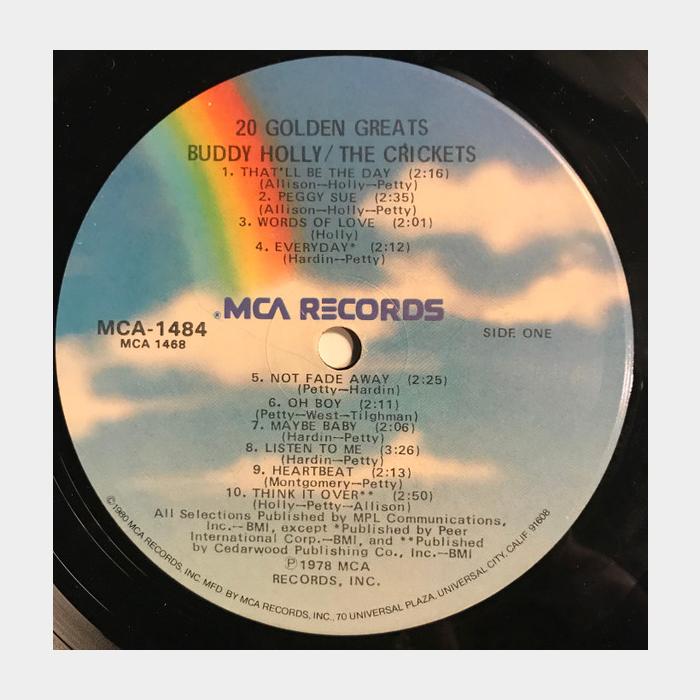 20 GOLDEN GREATS
BUDDY HOLLY/THE CRICKETS
1. THAT'LL BE THE DAY (2:16)
(Allison—Holly—Petty)
2. PEGGY SUE (2:35)
(Allison—Holly—Petty)
3. WORDS OF LOVE (2:01)
(Holly)
4. EVERYDAY* (2:12)
(Hardin—Petty)
®MCA RECORDS
MCA-1484
MCA 1468
SIDE ONE
5. NOT FADE AWAY (2:25)
(Petty—Hardin)
6. OH BOY (2:11)
(Petty—West—Tilghman)
7. MAYBE BABY (2:06)
(Hardin—Petty)
8. LISTEN TO ME (3:26)
(Hardin—Petty)
9. HEARTBEAT (2:13)
(Montgomery—Petty)
10. THINK IT OVER** (2:50)
(Holly—Petty—Allison)
All Selections Published by MPL Communications,
Inc.—BMI, except *Published by Peer
International Corp.—BMI, and **Published
by Cedarwood Publishing Co., Inc.—BMI
℗1978 MCA
RECORDS, INC.
©1980 MCA RECORDS, INC. MFD. BY MCA RECORDS, INC., 70 UNIVERSAL PLAZA, UNIVERSAL CITY, CALIF. 91608